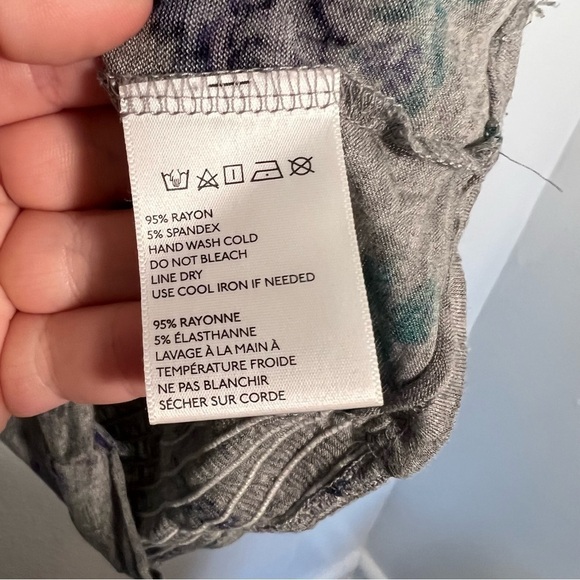 95% RAYON
5% SPANDEX
HAND WASH COLD
DO NOT BLEACH
LINE DRY
USE COOL IRON IF NEEDED
95% RAYONNE
5% ÉLASTHANNE
LAVAGE À LA MAIN À
TEMPÉRATURE FROIDE
NE PAS BLANCHIR
SÉCHER SUR CORDE